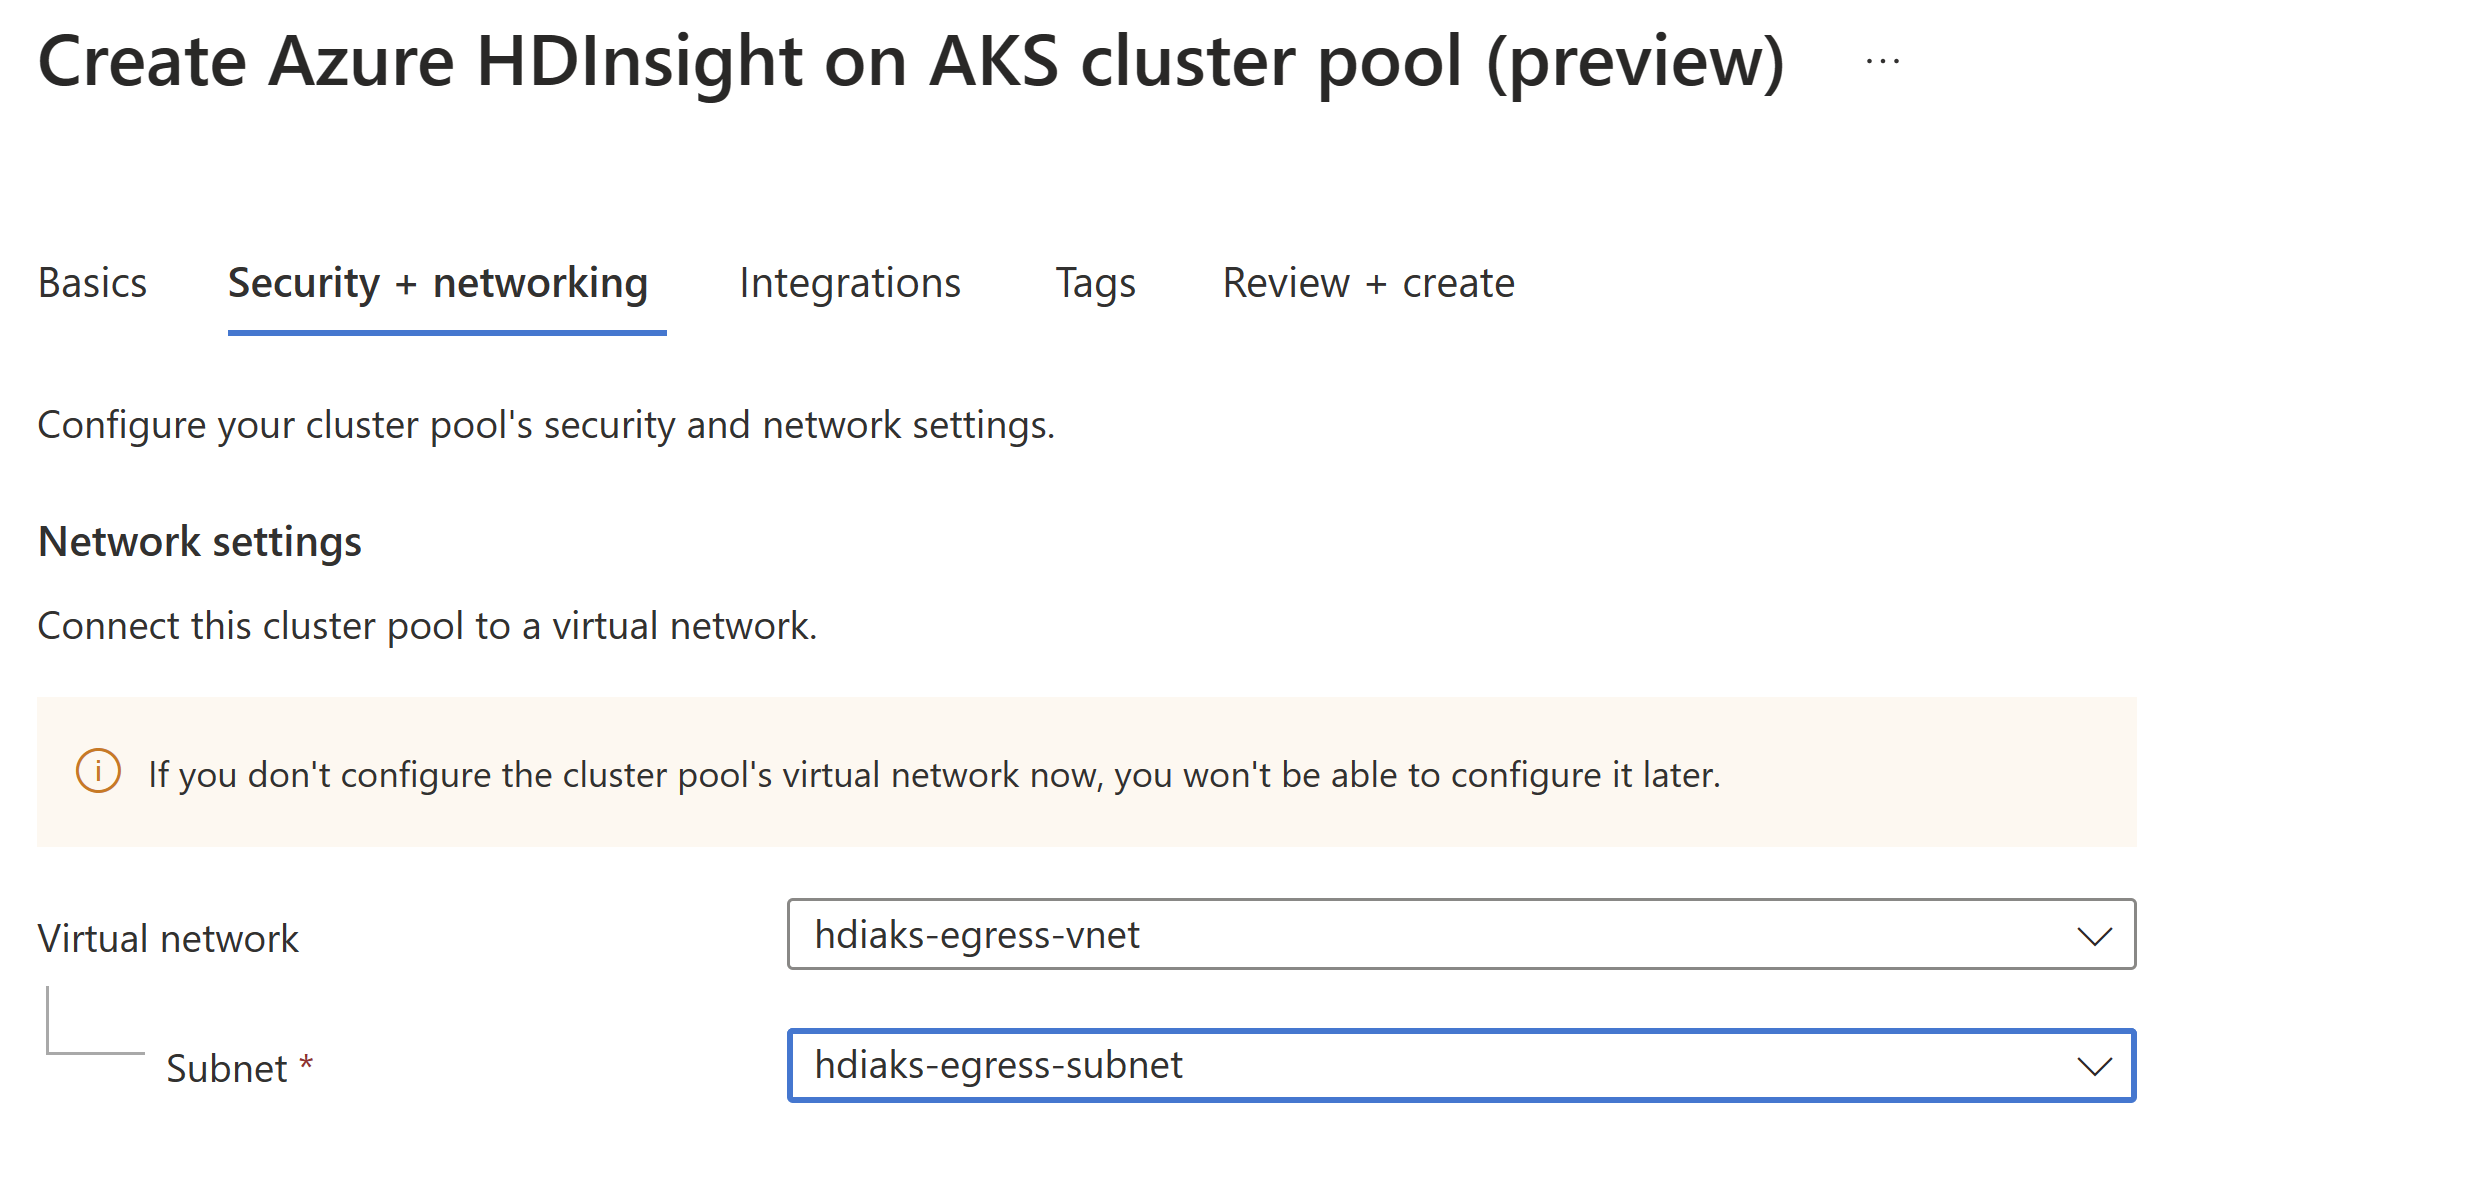 Create Azure HDInsight on AKS cluster pool (preview) ...
Basics Security + networking Integrations Tags Review + create
Configure your cluster pool's security and network settings.
Network settings
Connect this cluster pool to a virtual network.
If you don't configure the cluster pool's virtual network now, you won't be able to configure it later.
Virtual network hdiaks-egress-vnet
Subnet * hdiaks-egress-subnet